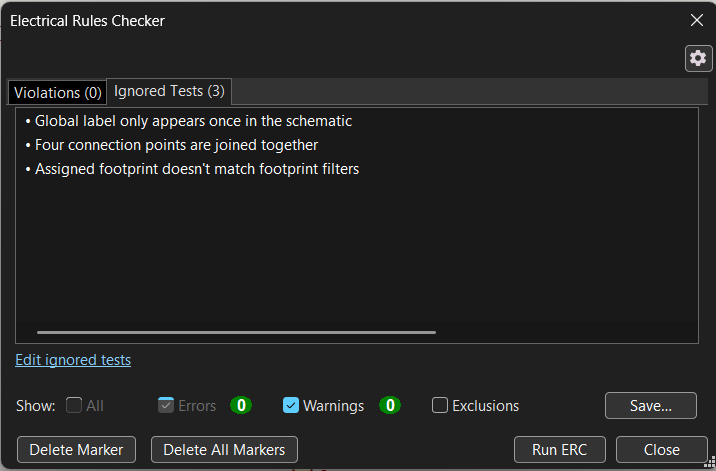 Electrical Rules Checker
Violations (0) Ignored Tests (3)
• Global label only appears once in the schematic
• Four connection points are joined together
• Assigned footprint doesn't match footprint filters
Edit ignored tests
Show: All Errors 0 Warnings 0 Exclusions Save...
Delete Marker Delete All Markers Run ERC Close